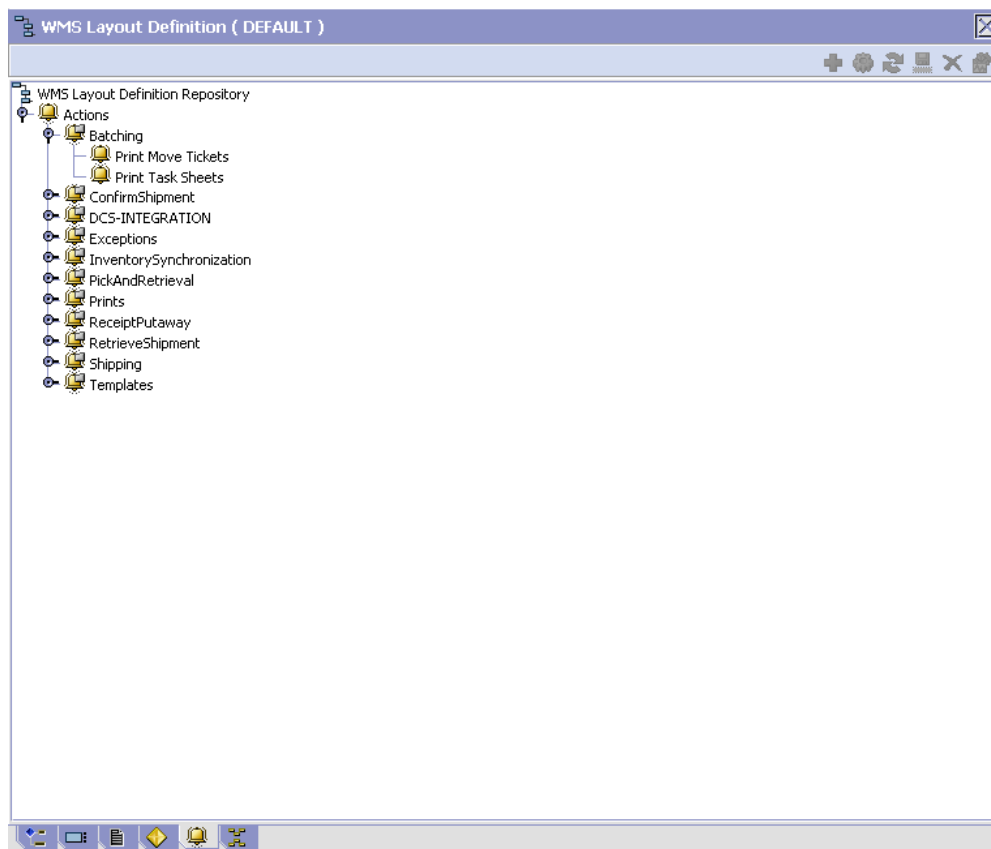 WMS Layout Definition ( DEFAULT )
WMS Layout Definition Repository
Actions
Batching
Print Move Tickets
Print Task Sheets
ConfirmShipment
DCS-INTEGRATION
Exceptions
InventorySynchronization
PickAndRetrieval
Prints
ReceiptPutaway
RetrieveShipment
Shipping
Templates